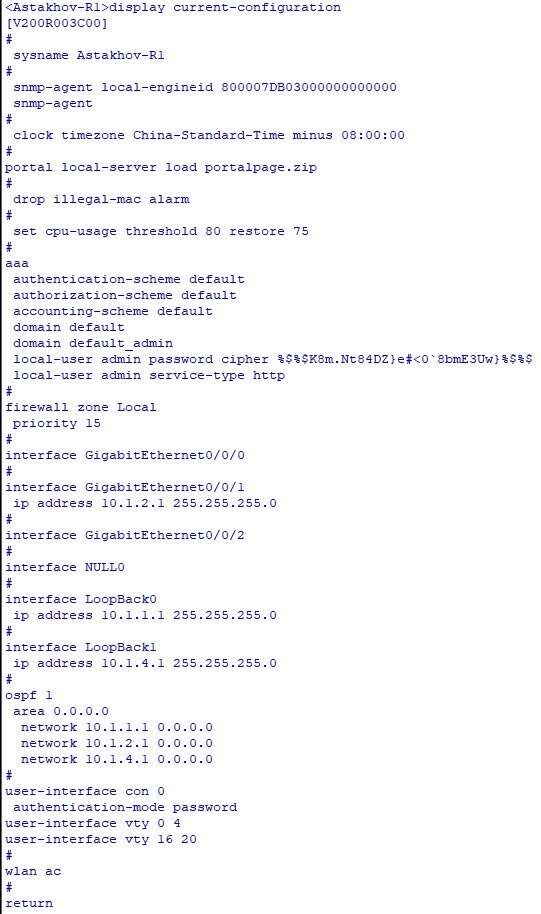 <Astakhov-R1>display current-configuration
[V200R003C00]
#
 sysname Astakhov-R1
#
 snmp-agent local-engineid 800007DB03000000000000
 snmp-agent
#
 clock timezone China-Standard-Time minus 08:00:00
#
portal local-server load portalpage.zip
#
 drop illegal-mac alarm
#
 set cpu-usage threshold 80 restore 75
#
aaa
 authentication-scheme default
 authorization-scheme default
 accounting-scheme default
 domain default
 domain default_admin
 local-user admin password cipher %$%$K8m.Nt84DZ}e#<0`8bmE3Uw}%$%$
 local-user admin service-type http
#
firewall zone Local
 priority 15
#
interface GigabitEthernet0/0/0
#
interface GigabitEthernet0/0/1
 ip address 10.1.2.1 255.255.255.0
#
interface GigabitEthernet0/0/2
#
interface NULL0
#
interface LoopBack0
 ip address 10.1.1.1 255.255.255.0
#
interface LoopBack1
 ip address 10.1.4.1 255.255.255.0
#
ospf 1
 area 0.0.0.0
  network 10.1.1.1 0.0.0.0
  network 10.1.2.1 0.0.0.0
  network 10.1.4.1 0.0.0.0
#
user-interface con 0
 authentication-mode password
user-interface vty 0 4
user-interface vty 16 20
#
wlan ac
#
return